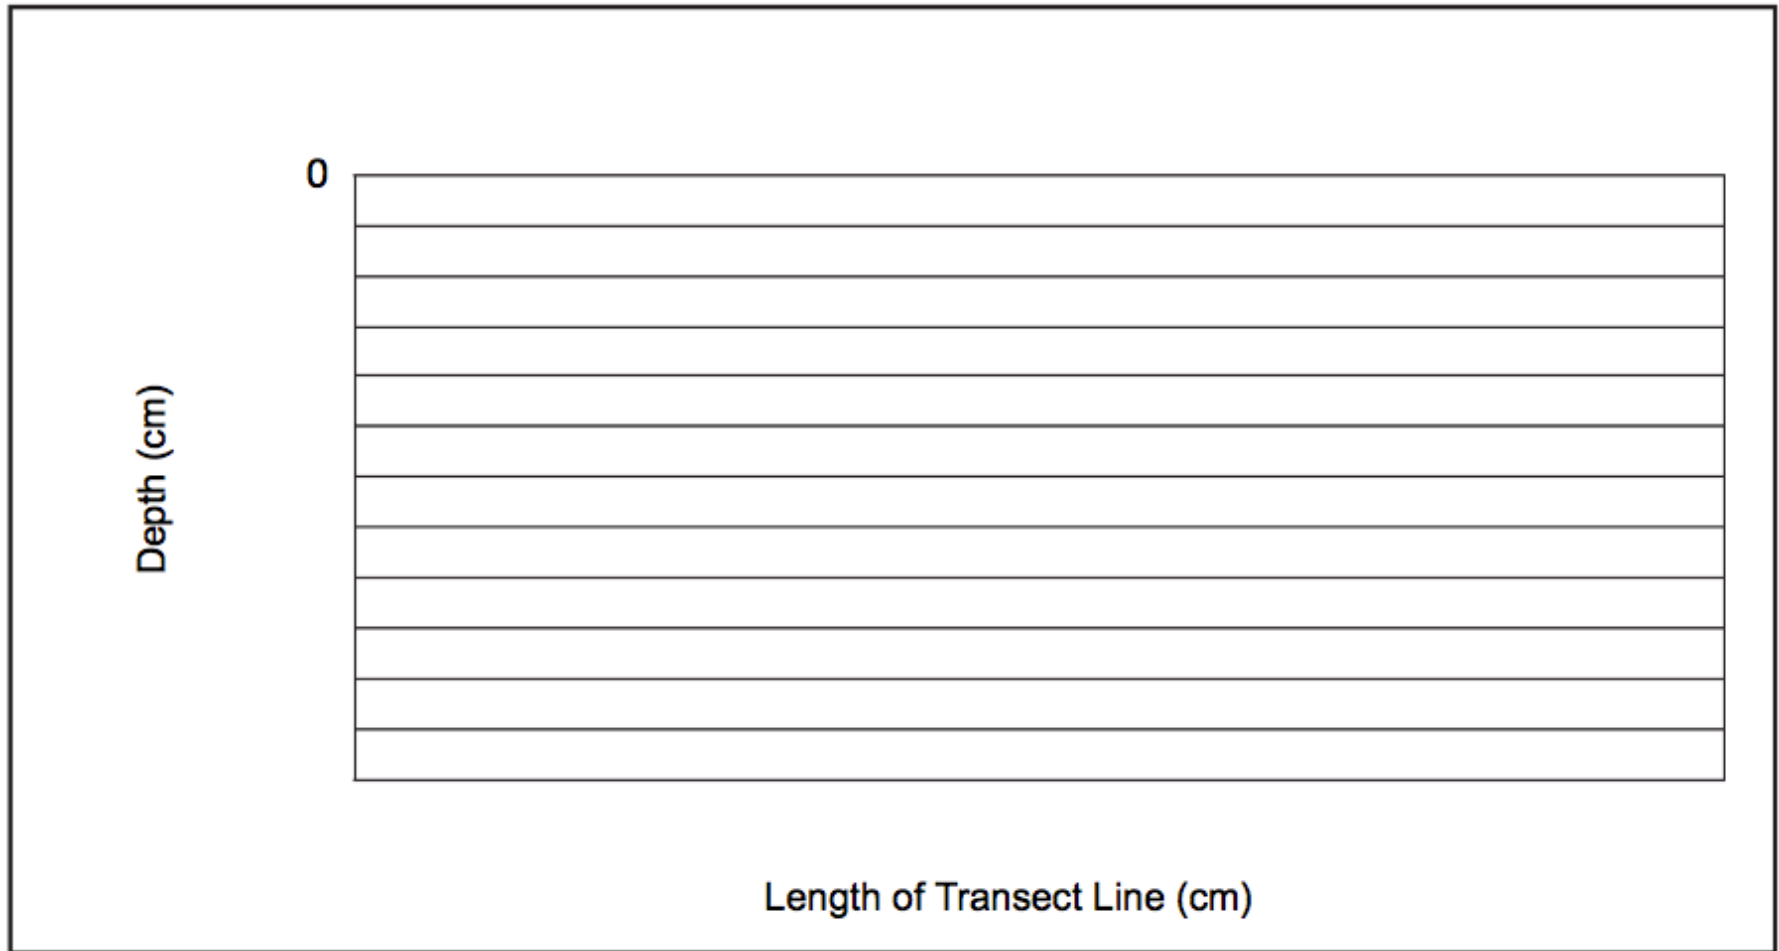 0
Depth (cm)
Length of Transect Line (cm)